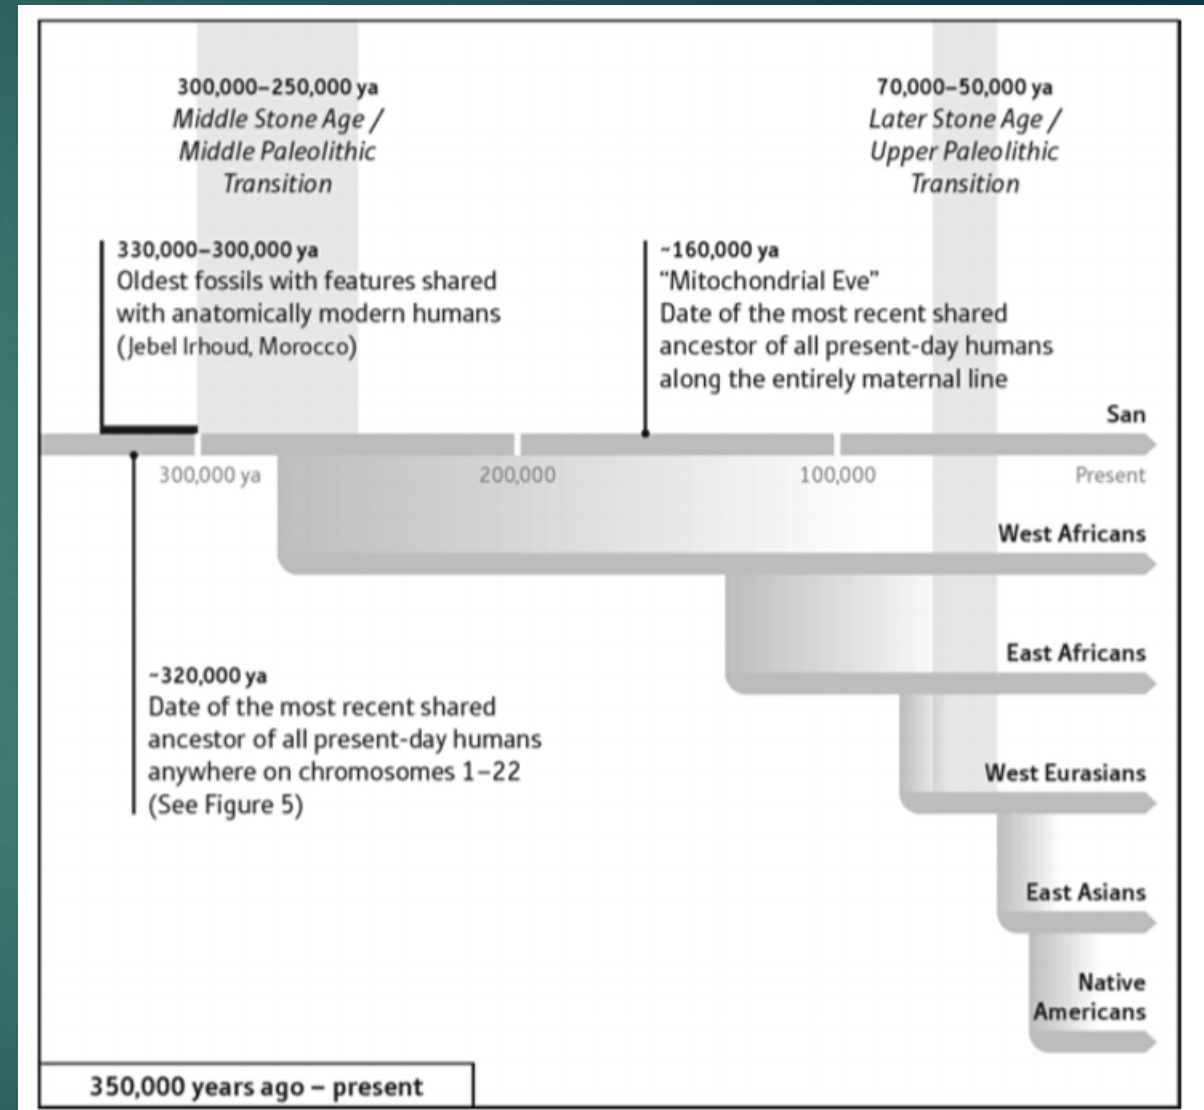 300,000–250,000 ya
Middle Stone Age /
Middle Paleolithic
Transition
70,000–50,000 ya
Later Stone Age /
Upper Paleolithic
Transition
330,000–300,000 ya
Oldest fossils with features shared
with anatomically modern humans
(Jebel Irhoud, Morocco)
~160,000 ya
“Mitochondrial Eve”
Date of the most recent shared
ancestor of all present-day humans
along the entirely maternal line
San
300,000 ya
200,000
100,000
Present
West Africans
East Africans
~320,000 ya
Date of the most recent shared
ancestor of all present-day humans
anywhere on chromosomes 1–22
(See Figure 5)
West Eurasians
East Asians
Native
Americans
350,000 years ago – present